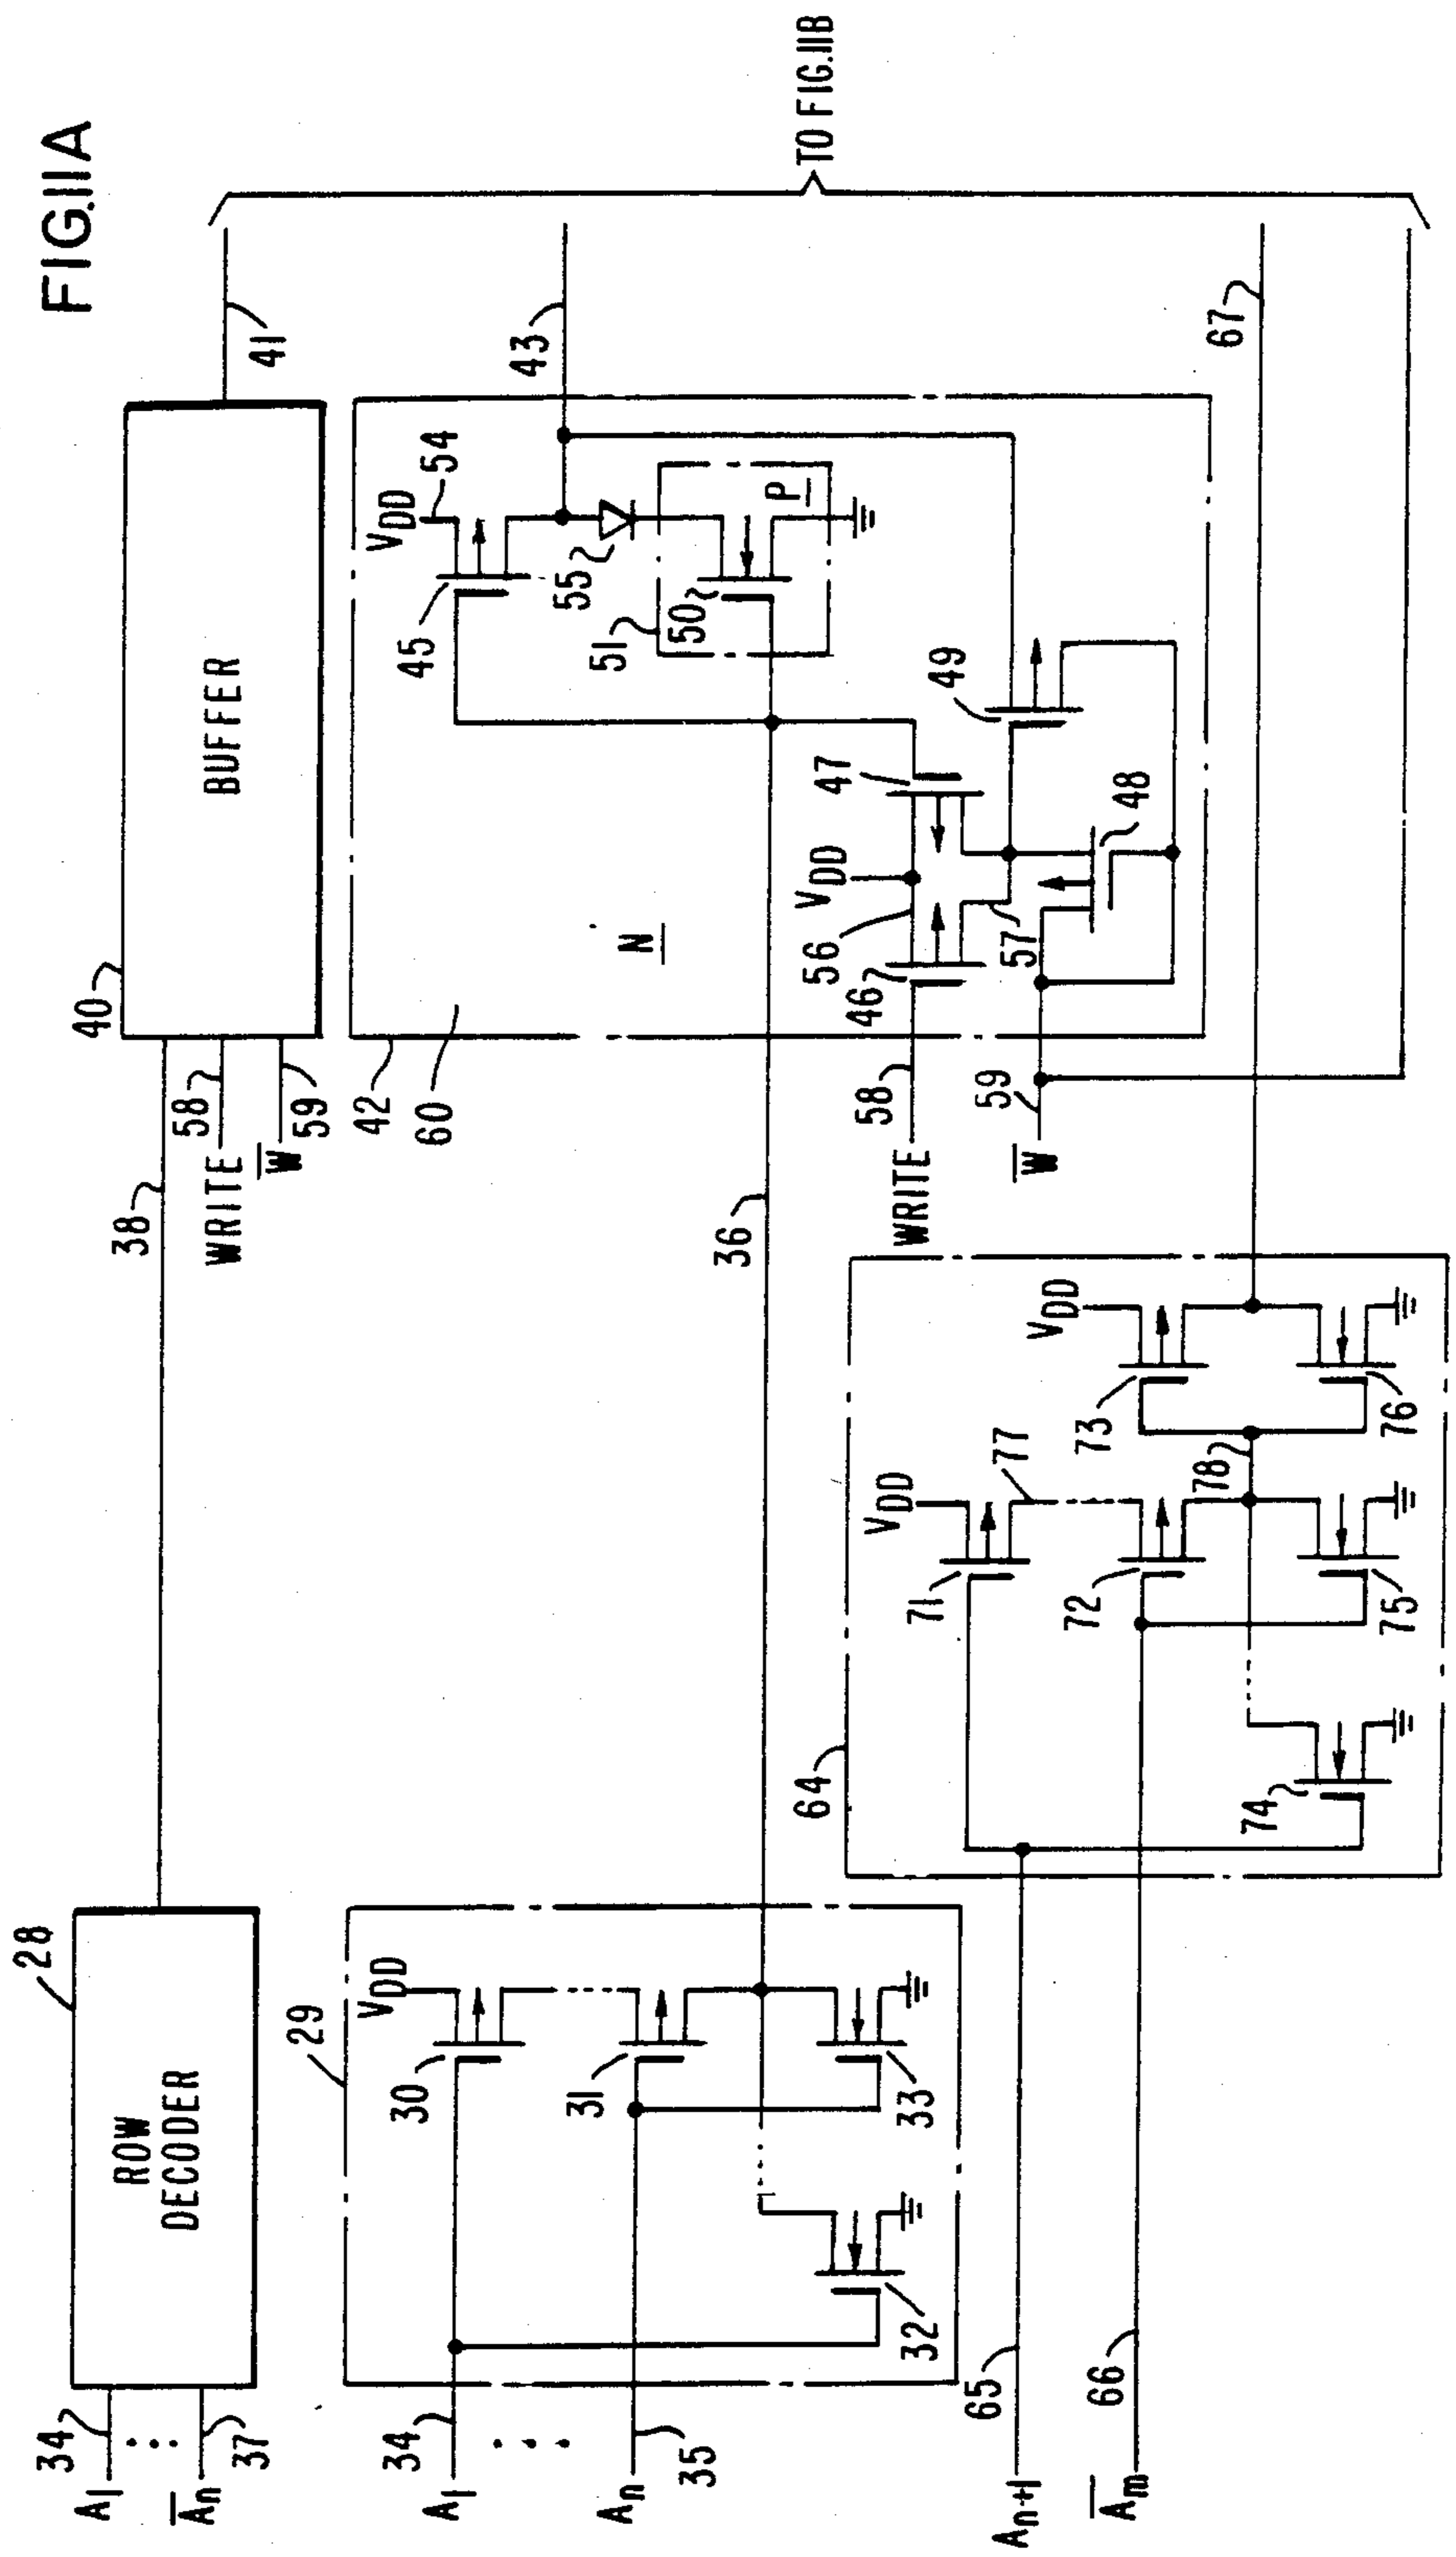 FIG.11A
28
ROW
DECODER
34
A1
An
37
38
40
BUFFER
58
WRITE
W
59
41
29
VDD
30
31
33
32
34
A1
An
35
36
42
60
N
VDD
54
45
55
51
50
P
43
TO FIG.11B
VDD
56
46
47
57
48
49
58
WRITE
59
W
64
VDD
71
77
72
75
74
78
VDD
73
76
67
65
An+1
66
Am